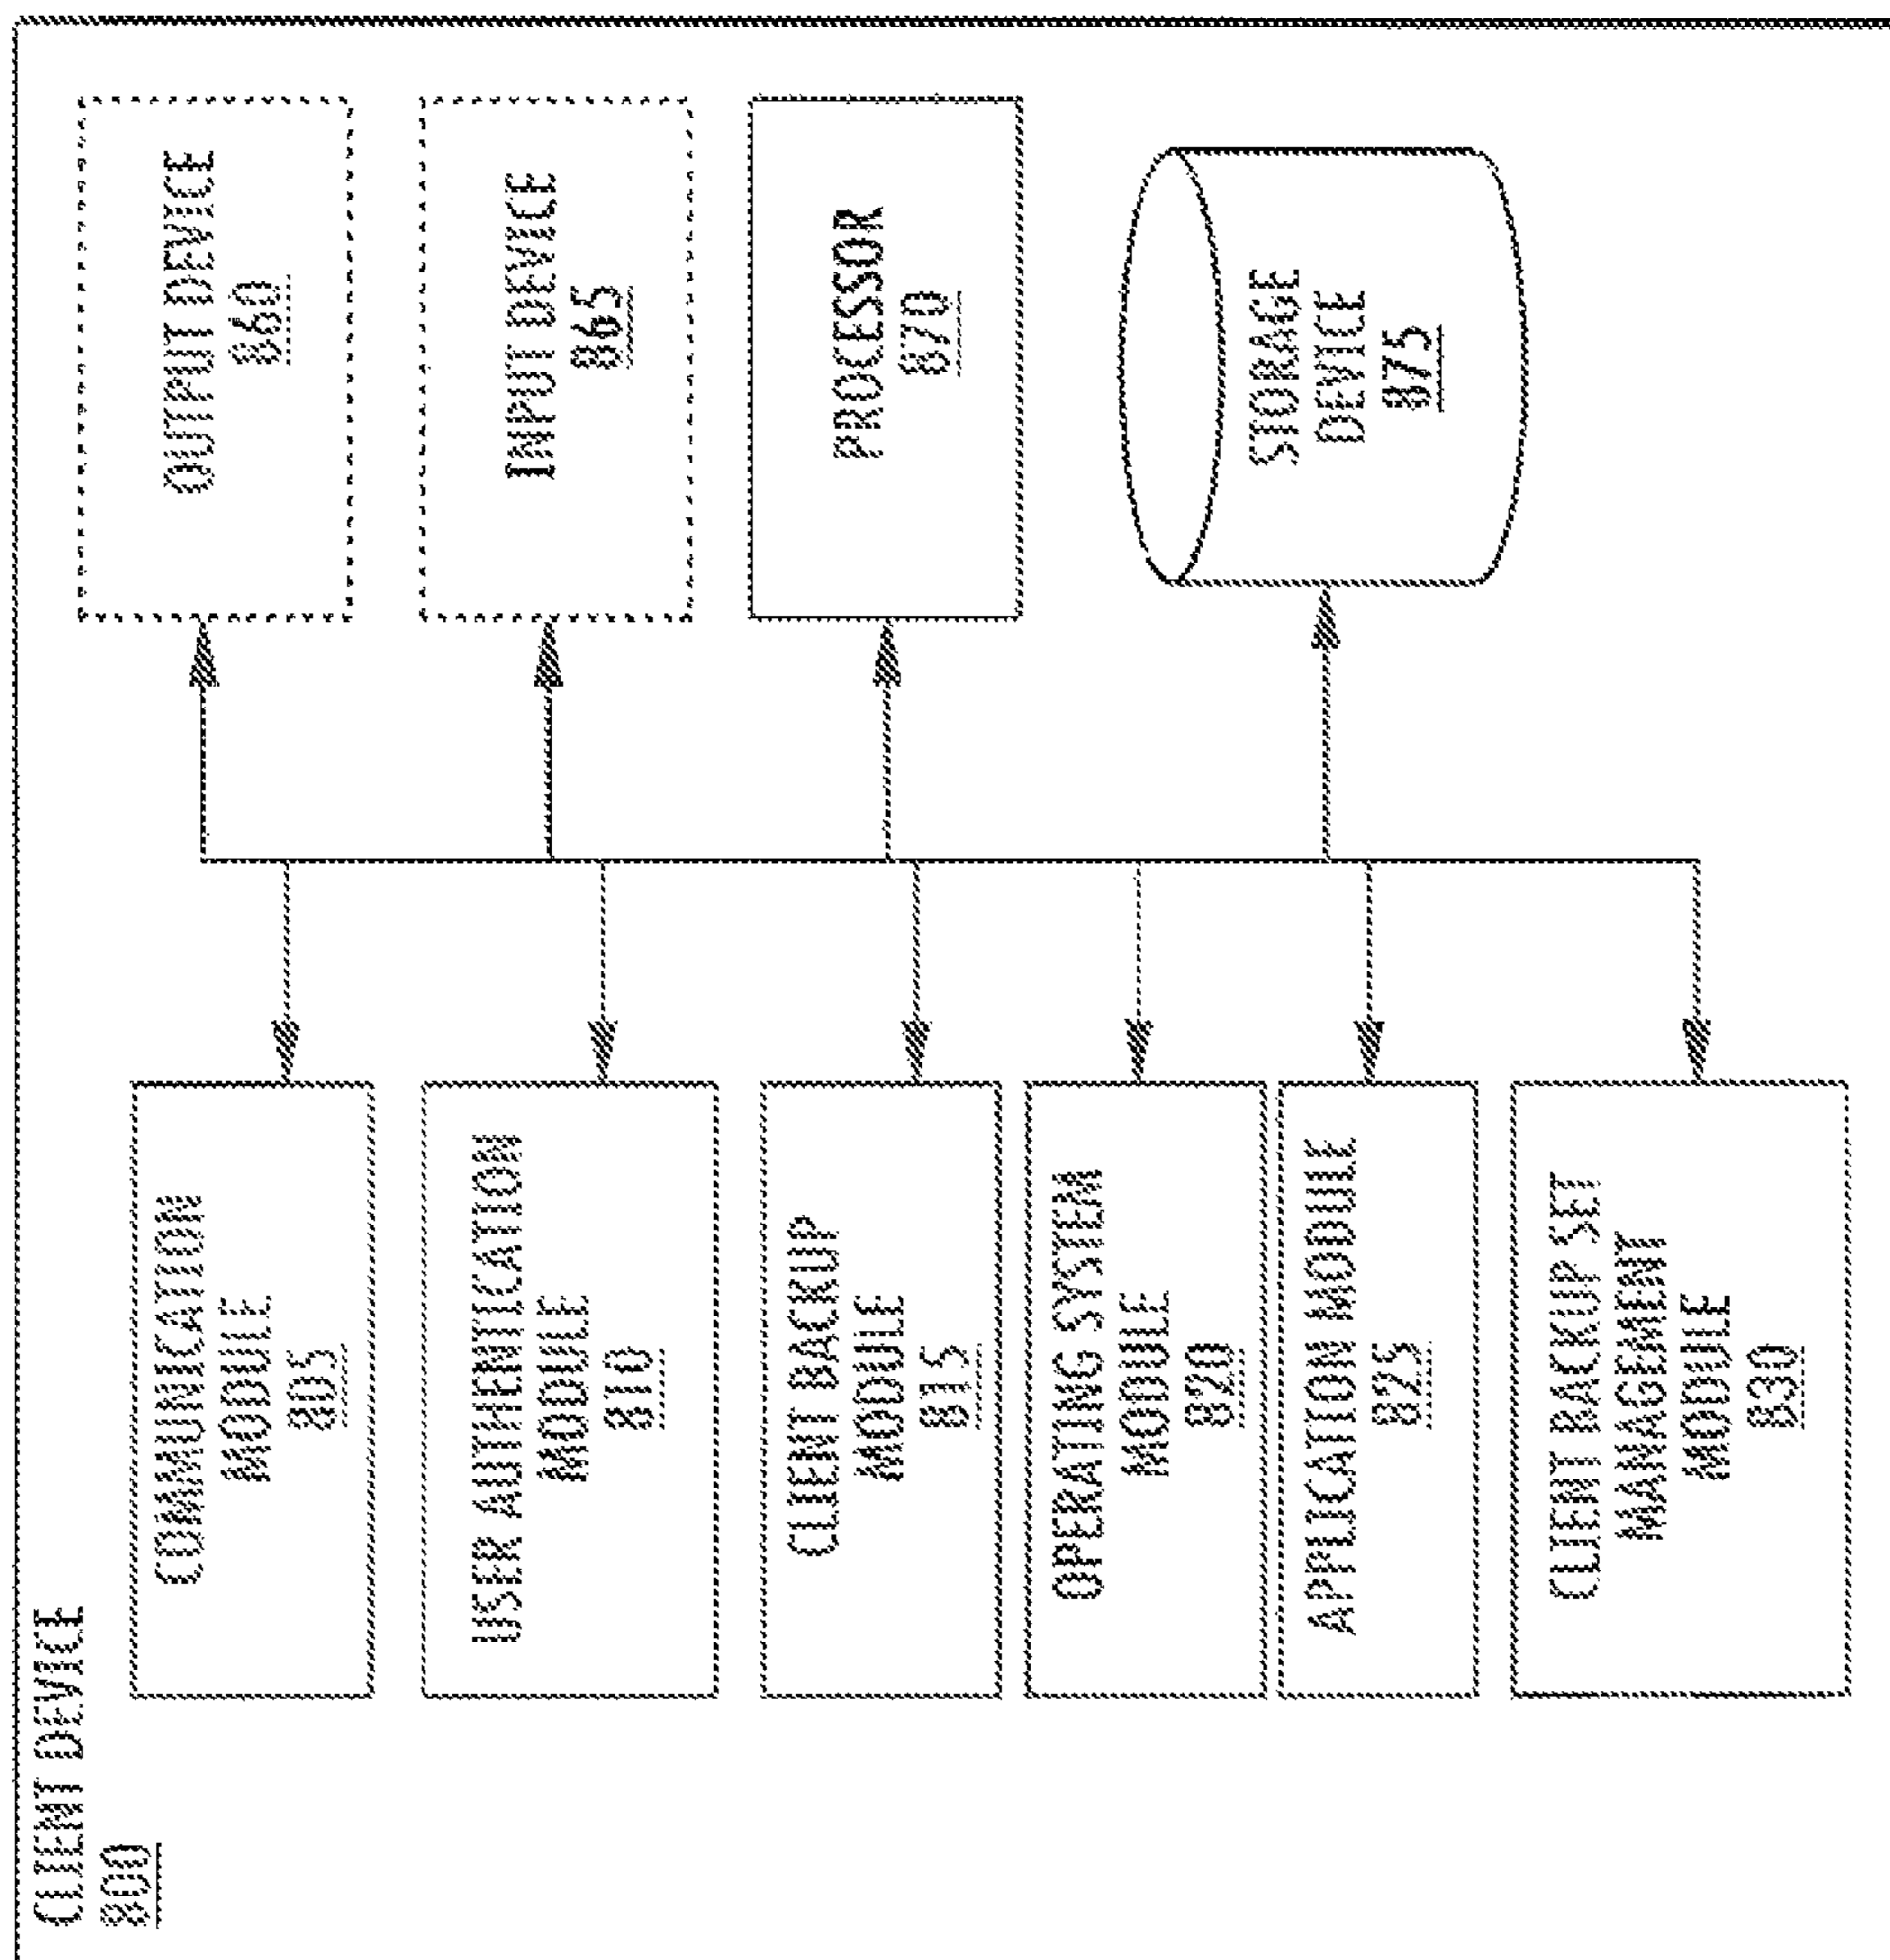 CLIENT DEVICE
800
COMMUNICATION
MODULE
805
USER AUTHENTICATION
MODULE
810
CLIENT BACKUP
MODULE
815
OPERATING SYSTEM
MODULE
820
APPLICATION MODULE
825
CLIENT BACKUP SET
MANAGEMENT
MODULE
830
OUTPUT DEVICE
860
INPUT DEVICE
865
PROCESSOR
870
STORAGE
DEVICE
875